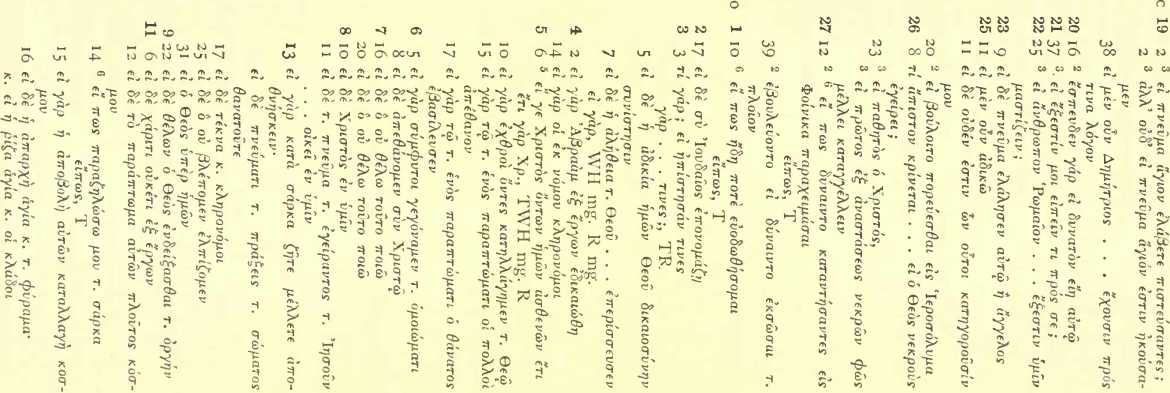 c 19 2 ³ εἰ πνεῦμα ἅγιον ἐλάβετε πιστεύσαντες;
2 ³ ἀλλ’ οὐδ’ εἰ πνεῦμα ἅγιόν ἐστιν ἠκούσα-
μεν
38 εἰ μὲν οὖν Δημήτριος . . . ἔχουσιν πρός
τινα λόγον
20 16 ² ἔσπευδεν γὰρ εἰ δυνατὸν εἴη αὐτῷ
21 37 ³. εἰ ἔξεστίν μοι εἰπεῖν τι πρός σε;
22 25 ³ εἰ ἄνθρωπον Ῥωμαῖον . . ἔξεστιν ὑμῖν
μαστίζειν;
23 9 εἰ δὲ πνεῦμα ἐλάλησεν αὐτῷ ἢ ἄγγελος
25 11 εἰ μὲν οὖν ἀδικῶ
11 εἰ δὲ οὐδέν ἐστιν ὧν οὗτοι κατηγοροῦσίν
μου
20 ² εἰ βούλοιτο πορεύεσθαι εἰς Ἱεροσόλυμα
26 8 τί ἄπιστον κρίνεται . . . εἰ ὁ Θεὸς νεκροὺς
ἐγείρει;
23 ³ εἰ παθητὸς ὁ Χριστός,
³ εἰ πρῶτος ἐξ ἀναστάσεως νεκρῶν φῶς
μέλλει καταγγέλλειν
27 12 ² ⁶ εἴ πως δύναιντο καταντήσαντες εἰς
Φοίνικα παραχειμάσαι
εἴπως, T
39 ² ἐβουλεύοντο εἰ δύναιντο ἐκσῶσαι τ.
πλοῖον
o 1 10 ⁶ εἴ πως ἤδη ποτὲ εὐοδωθήσομαι
εἴπως, T
2 17 εἰ δὲ σὺ Ἰουδαῖος ἐπονομάζῃ
3 3 τί γάρ; εἰ ἠπίστησάν τινες
γὰρ . . . τινες; TR.
5 εἰ δὲ ἡ ἀδικία ἡμῶν Θεοῦ δικαιοσύνην
συνίστησιν
7 εἰ δὲ ἡ ἀλήθεια τ. Θεοῦ . . . ἐπερίσσευσεν
εἰ γάρ, WH mg. R mg.
4 2 εἰ γὰρ Ἀβραὰμ ἐξ ἔργων ἐδικαιώθη
14 εἰ γὰρ οἱ ἐκ νόμου κληρονόμοι
5 6 ⁵ εἴ γε Χριστὸς ὄντων ἡμῶν ἀσθενῶν ἔτι
ἔτι γὰρ Χρ., TWH mg. R
10 εἰ γὰρ ἐχθροὶ ὄντες κατηλλάγημεν τ. Θεῷ
15 εἰ γὰρ τῷ τ. ἑνὸς παραπτώματι οἱ πολλοὶ
ἀπέθανον
17 εἰ γὰρ τῷ τ. ἑνὸς παραπτώματι ὁ θάνατος
ἐβασίλευσεν
6 5 εἰ γὰρ σύμφυτοι γεγόναμεν τ. ὁμοιώματι
8 εἰ δὲ ἀπεθάνομεν σὺν Χριστῷ
7 16 εἰ δὲ ὃ οὐ θέλω τοῦτο ποιῶ
20 εἰ δὲ ὃ οὐ θέλω τοῦτο ποιῶ
8 10 εἰ δὲ Χριστὸς ἐν ὑμῖν
11 εἰ δὲ τ. πνεῦμα τ. ἐγείραντος τ. Ἰησοῦν
. . . οἰκεῖ ἐν ὑμῖν
13 εἰ γὰρ κατὰ σάρκα ζῆτε μέλλετε ἀπο-
θνήσκειν·
εἰ δὲ πνεύματι τ. πράξεις τ. σώματος
θανατοῦτε
17 εἰ δὲ τέκνα κ. κληρονόμοι
25 εἰ δὲ ὃ οὐ βλέπομεν ἐλπίζομεν
31 εἰ ὁ Θεὸς ὑπὲρ ἡμῶν
9 22 εἰ δὲ θέλων ὁ Θεὸς ἐνδείξασθαι τ. ὀργήν
11 6 εἰ δὲ χάριτι οὐκέτι ἐξ ἔργων
12 εἰ δὲ τὸ παράπτωμα αὐτῶν πλοῦτος κόσ-
μου
14 ⁶ εἴ πως παραζηλώσω μου τ. σάρκα
εἴπως, T
15 εἰ γὰρ ἡ ἀποβολὴ αὐτῶν καταλλαγὴ κόσ-
μου
16 εἰ δὲ ἡ ἀπαρχὴ ἁγία κ. τ. φύραμα·
κ. εἰ ἡ ῥίζα ἁγία κ. οἱ κλάδοι